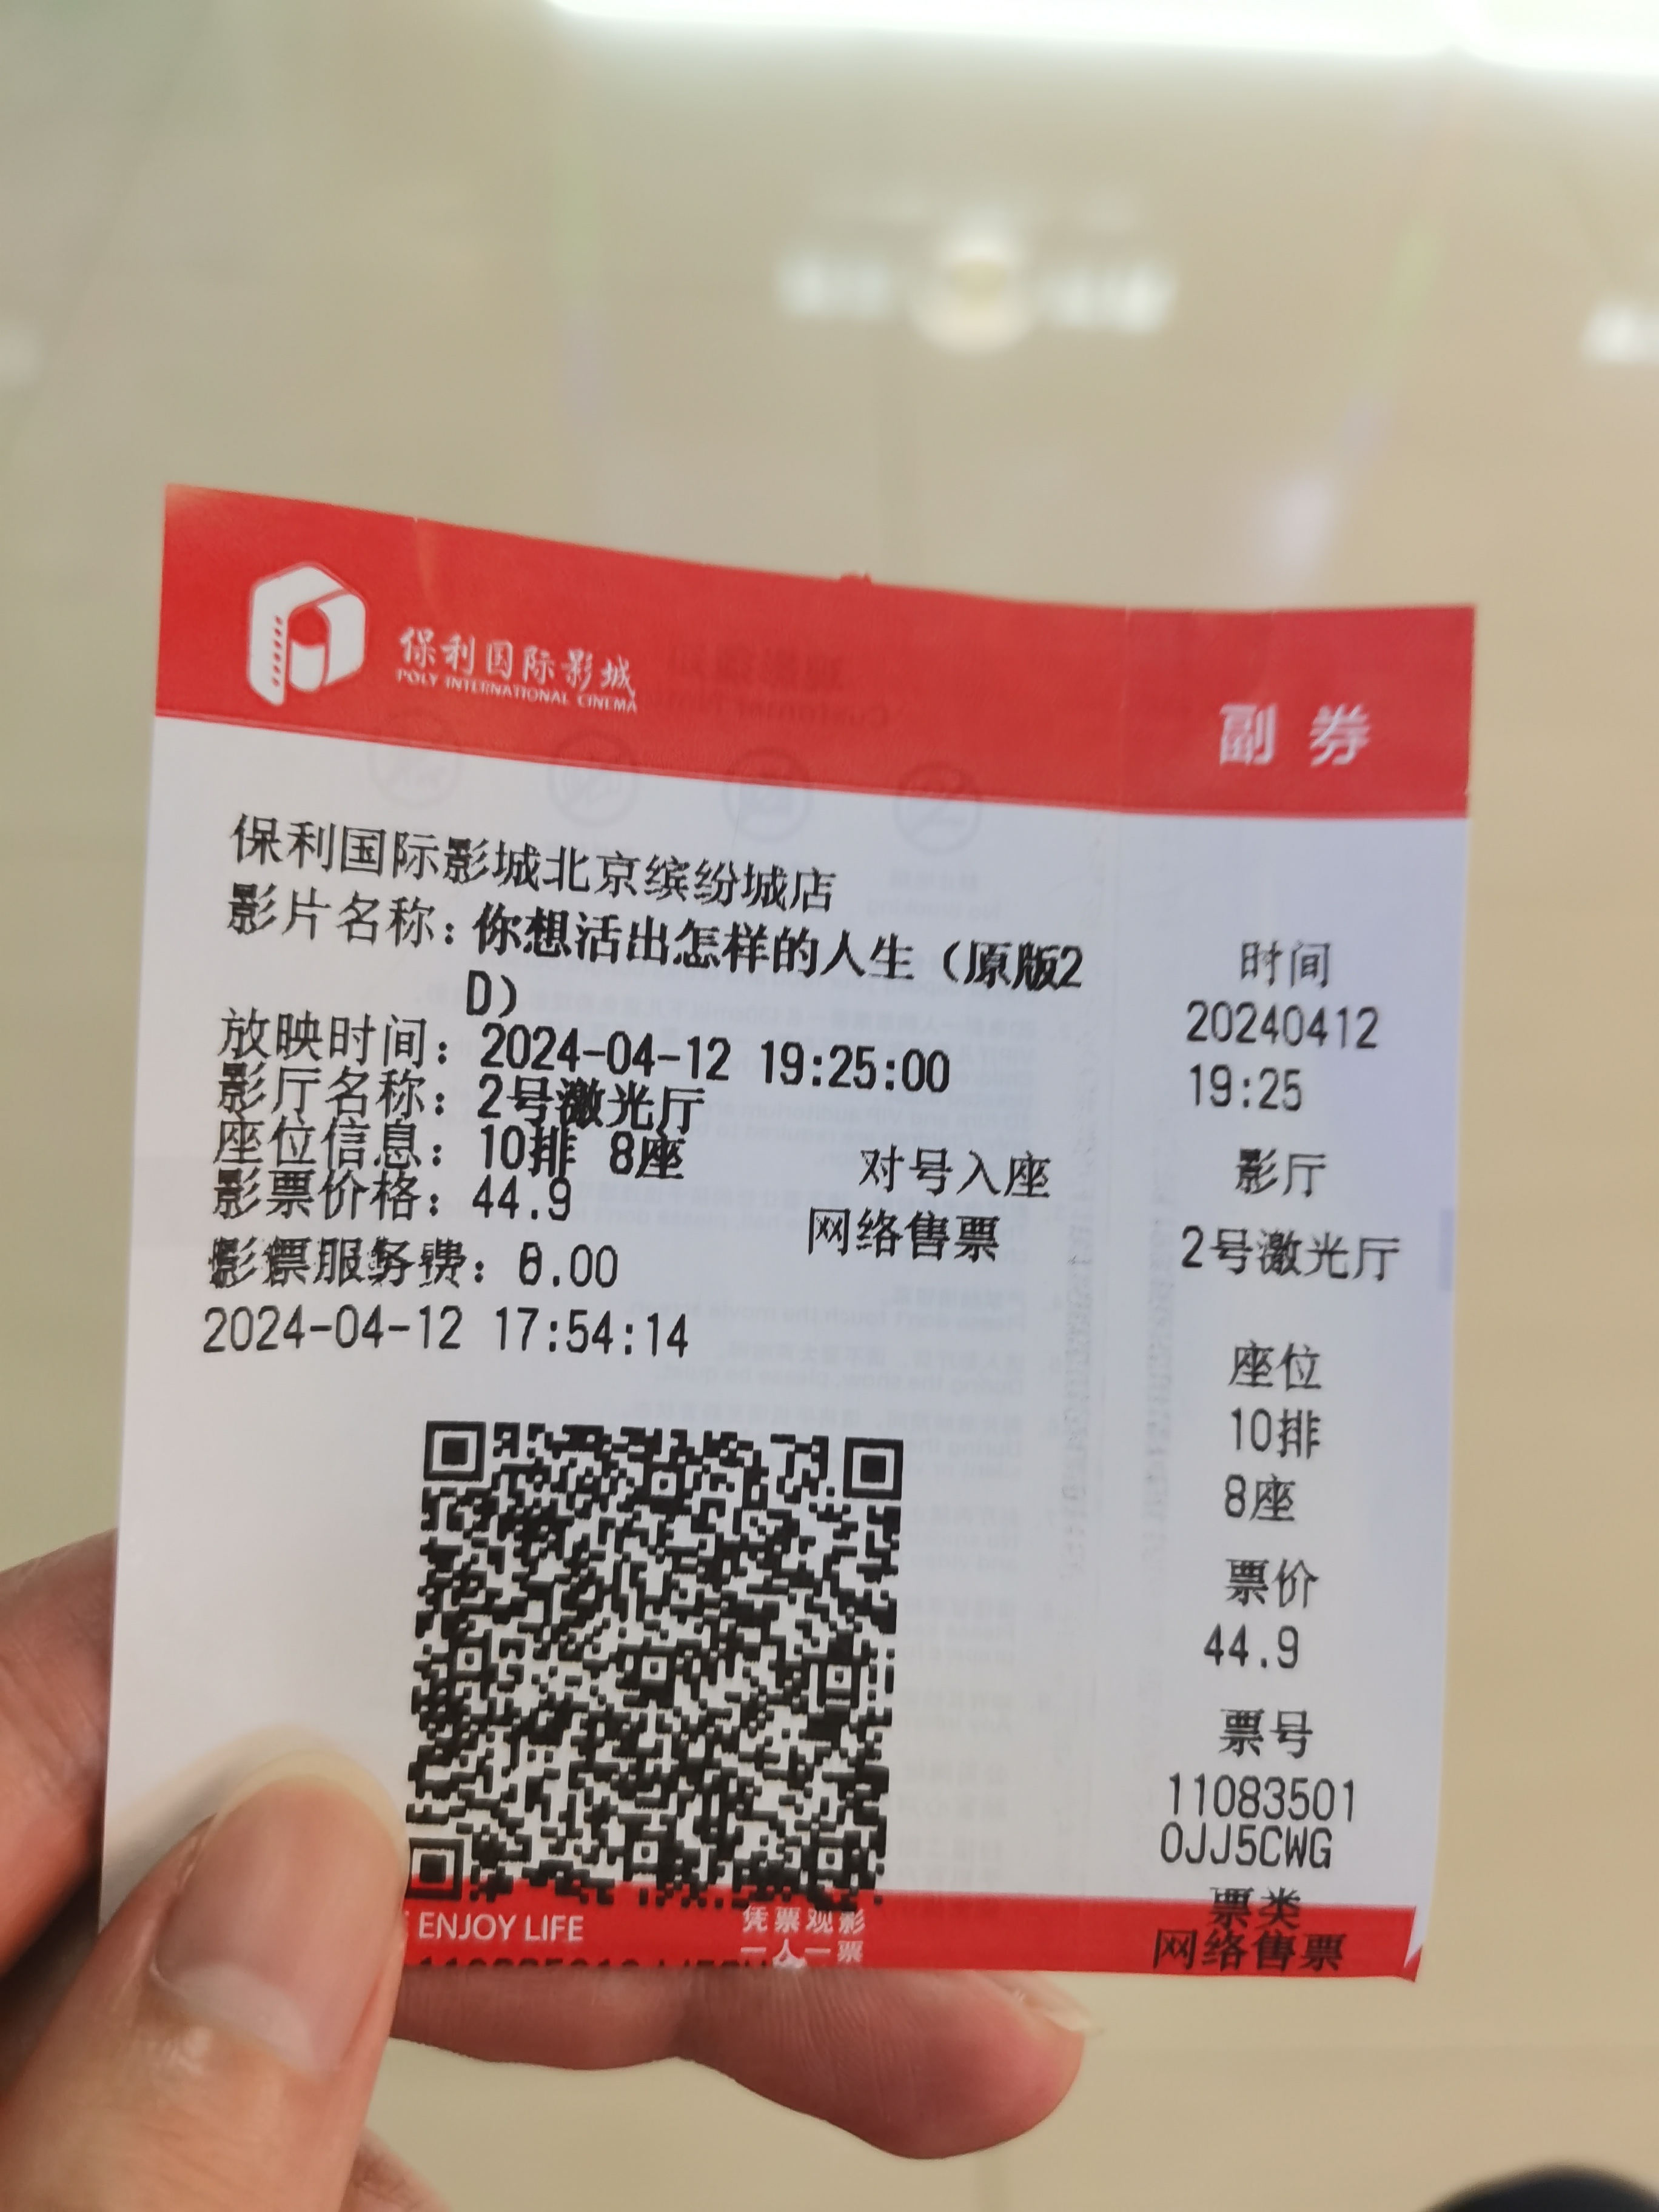 保利国际影城
POLY INTERNATIONAL CINEMA
副 券
保利国际影城北京缤纷城店
影片名称：你想活出怎样的人生（原版2
D）
放映时间：2024-04-12 19:25:00
影厅名称：2号激光厅
座位信息：10排 8座
对号入座
影票价格：44.9
网络售票
服务费： .00
2024-04-12 17:54:14
ENJOY LIFE
凭票观影
一人一票
时间
20240412
19:25
影厅
2号激光厅
座位
10排
8座
票价
44.9
票号
11083501
0JJ5CWG
票类
网络售票